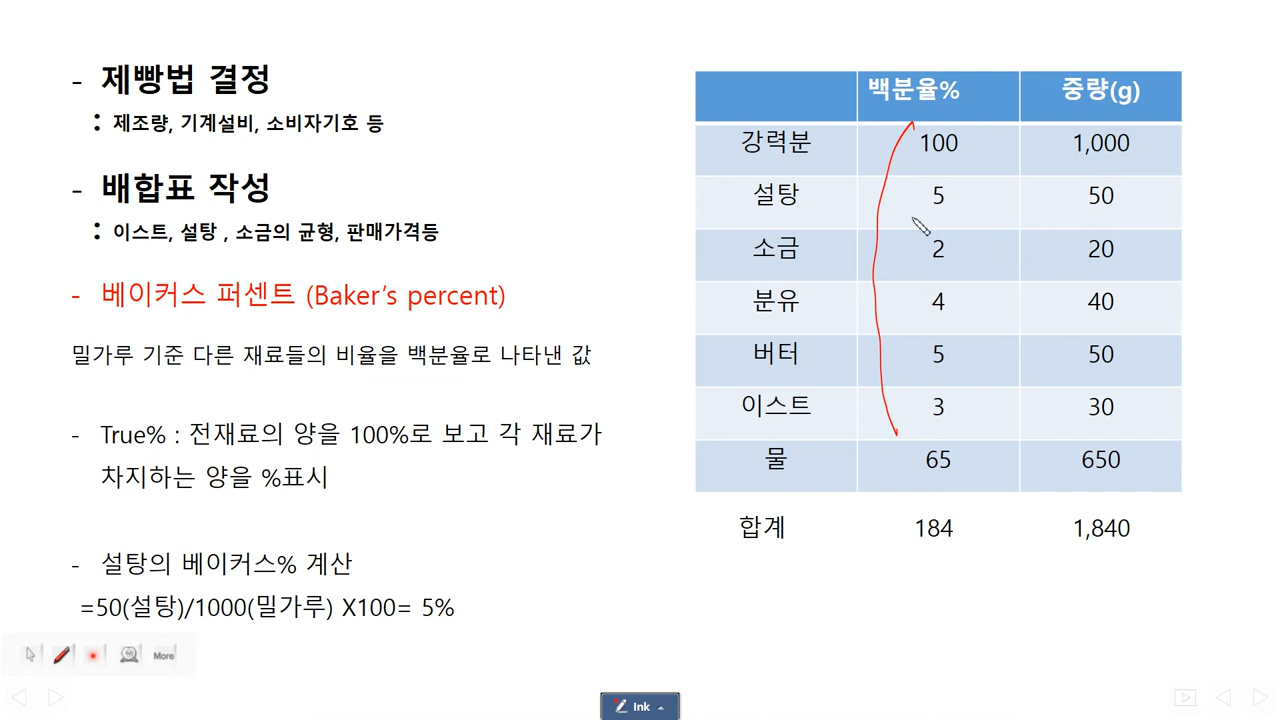 - 제빵법 결정
: 제조량, 기계설비, 소비자기호 등
- 배합표 작성
: 이스트, 설탕 , 소금의 균형, 판매가격등
- 베이커스 퍼센트 (Baker’s percent)
밀가루 기준 다른 재료들의 비율을 백분율로 나타낸 값
- True% : 전재료의 양을 100%로 보고 각 재료가
차지하는 양을 %표시
- 설탕의 베이커스% 계산
=50(설탕)/1000(밀가루) X100= 5%
백분율% 중량(g)
강력분 100 1,000
설탕 5 50
소금 2 20
분유 4 40
버터 5 50
이스트 3 30
물 65 650
합계 184 1,840
More
Ink